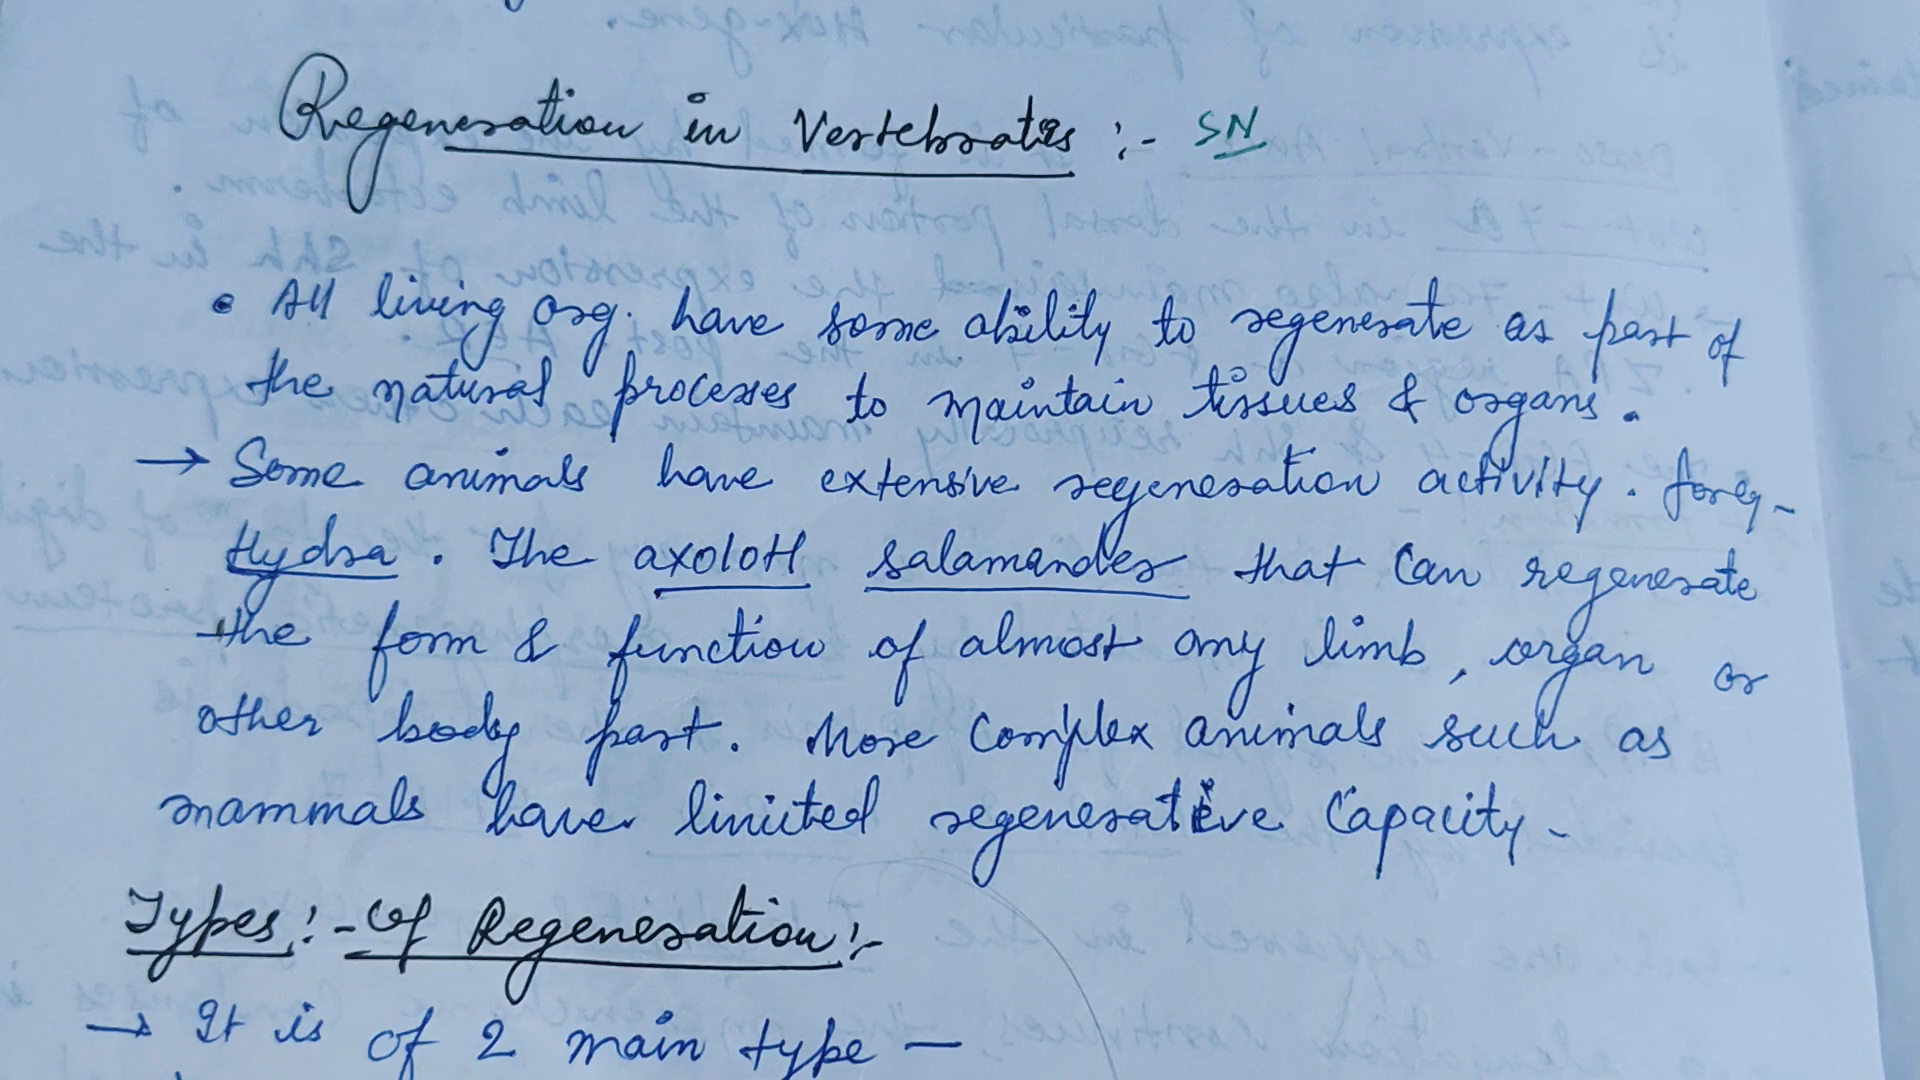 Regeneration in Vertebrates :- SN
• All living org. have some ability to regenerate as part of
the natural processes to maintain tissues & organs.
→ Some animals have extensive regeneration activity. for eg -
Hydra. The axolotl salamander that can regenerate
the form & function of almost any limb, organ or
other body part. More complex animals such as
mammals have limited regenerative capacity -
Types :- Of Regeneration :-
→ It is of 2 main type —